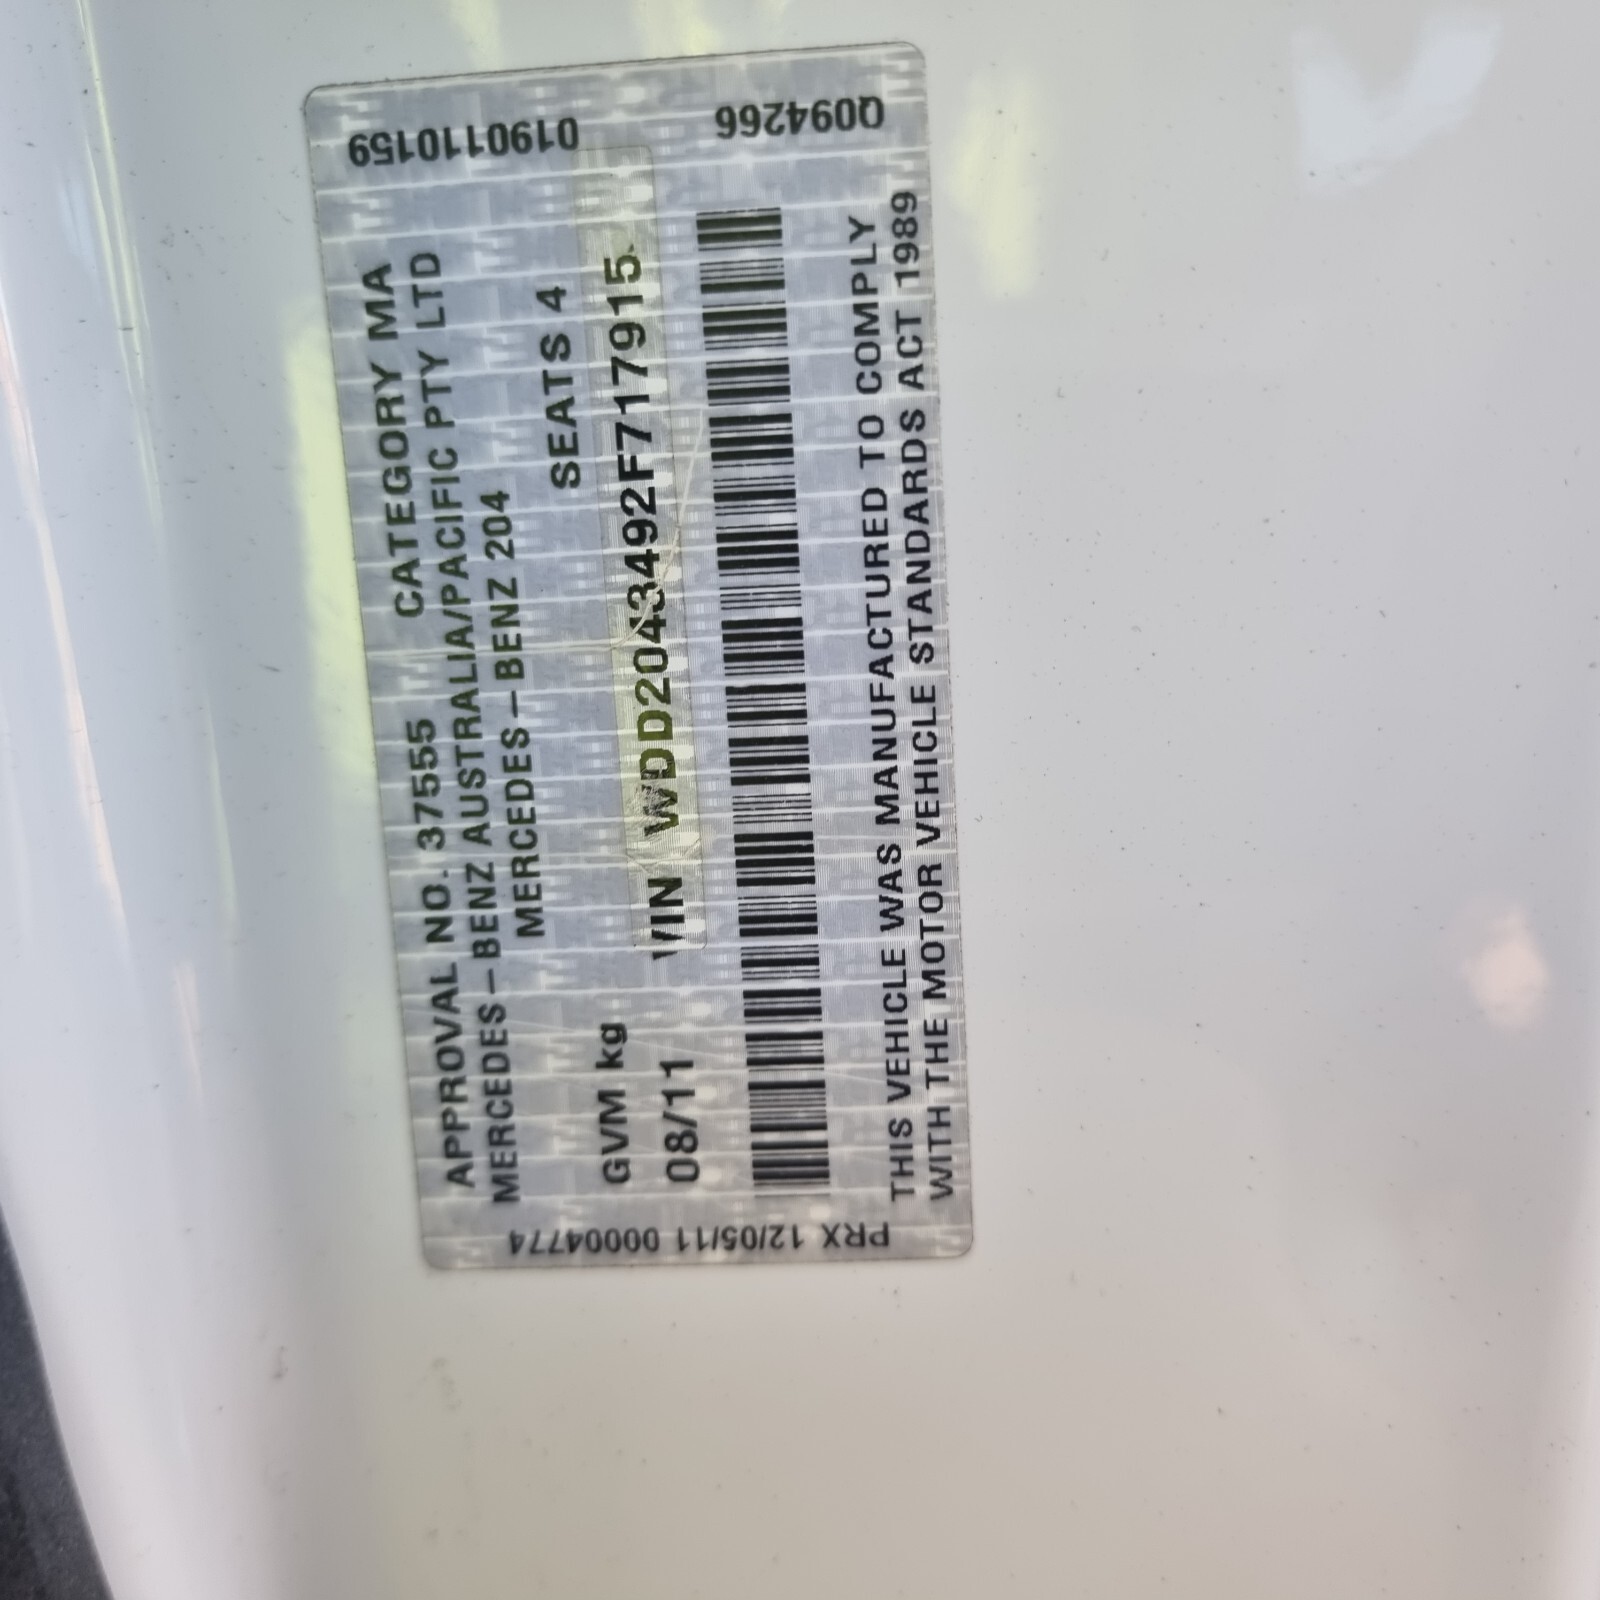 0190110159
Q094266
APPROVAL NO. 37555 CATEGORY MA
MERCEDES-BENZ AUSTRALIA/PACIFIC PTY LTD
MERCEDES-BENZ 204
SEATS 4
GVM kg
08/11
VIN WDD2043492F717915
THIS VEHICLE WAS MANUFACTURED TO COMPLY
WITH THE MOTOR VEHICLE STANDARDS ACT 1989
PRX 12/05/11 00004774